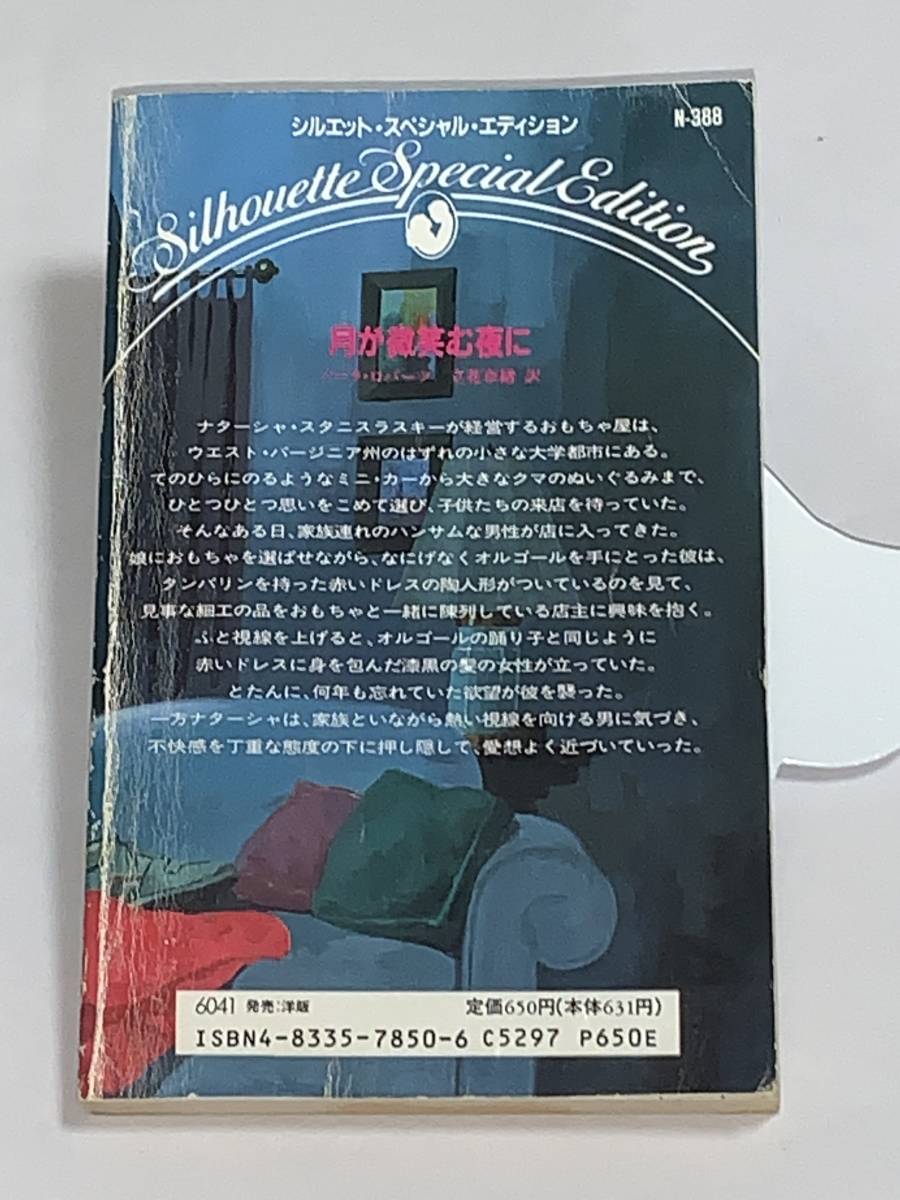 シルエット・スペシャル・エディション
N-388
Silhouette Special Edition
月が微笑む夜に
ノーラ・ロバーツ 立花奈緒 訳
ナターシャ・スタニスラスキーが経営するおもちゃ屋は、
ウエスト・バージニア州のはずれの小さな大学都市にある。
てのひらにのるようなミニ・カーから大きなクマのぬいぐるみまで、
ひとつひとつ思いをこめて選び、子供たちの来店を待っていた。
そんなある日、家族連れのハンサムな男性が店に入ってきた。
娘におもちゃを選ばせながら、なにげなくオルゴールを手にとった彼は、
タンバリンを持った赤いドレスの陶人形がついているのを見て、
見事な細工の品をおもちゃと一緒に陳列している店主に興味を抱く。
ふと視線を上げると、オルゴールの踊り子と同じように
赤いドレスに身を包んだ漆黒の髪の女性が立っていた。
とたんに、何年も忘れていた欲望が彼を襲った。
一方ナターシャは、家族といながら熱い視線を向ける男に気づき、
不快感を丁重な態度の下に押し隠して、愛想よく近づいていった。
6041 発売:洋販
定価650円(本体631円)
ISBN4-8335-7850-6 C5297 P650E